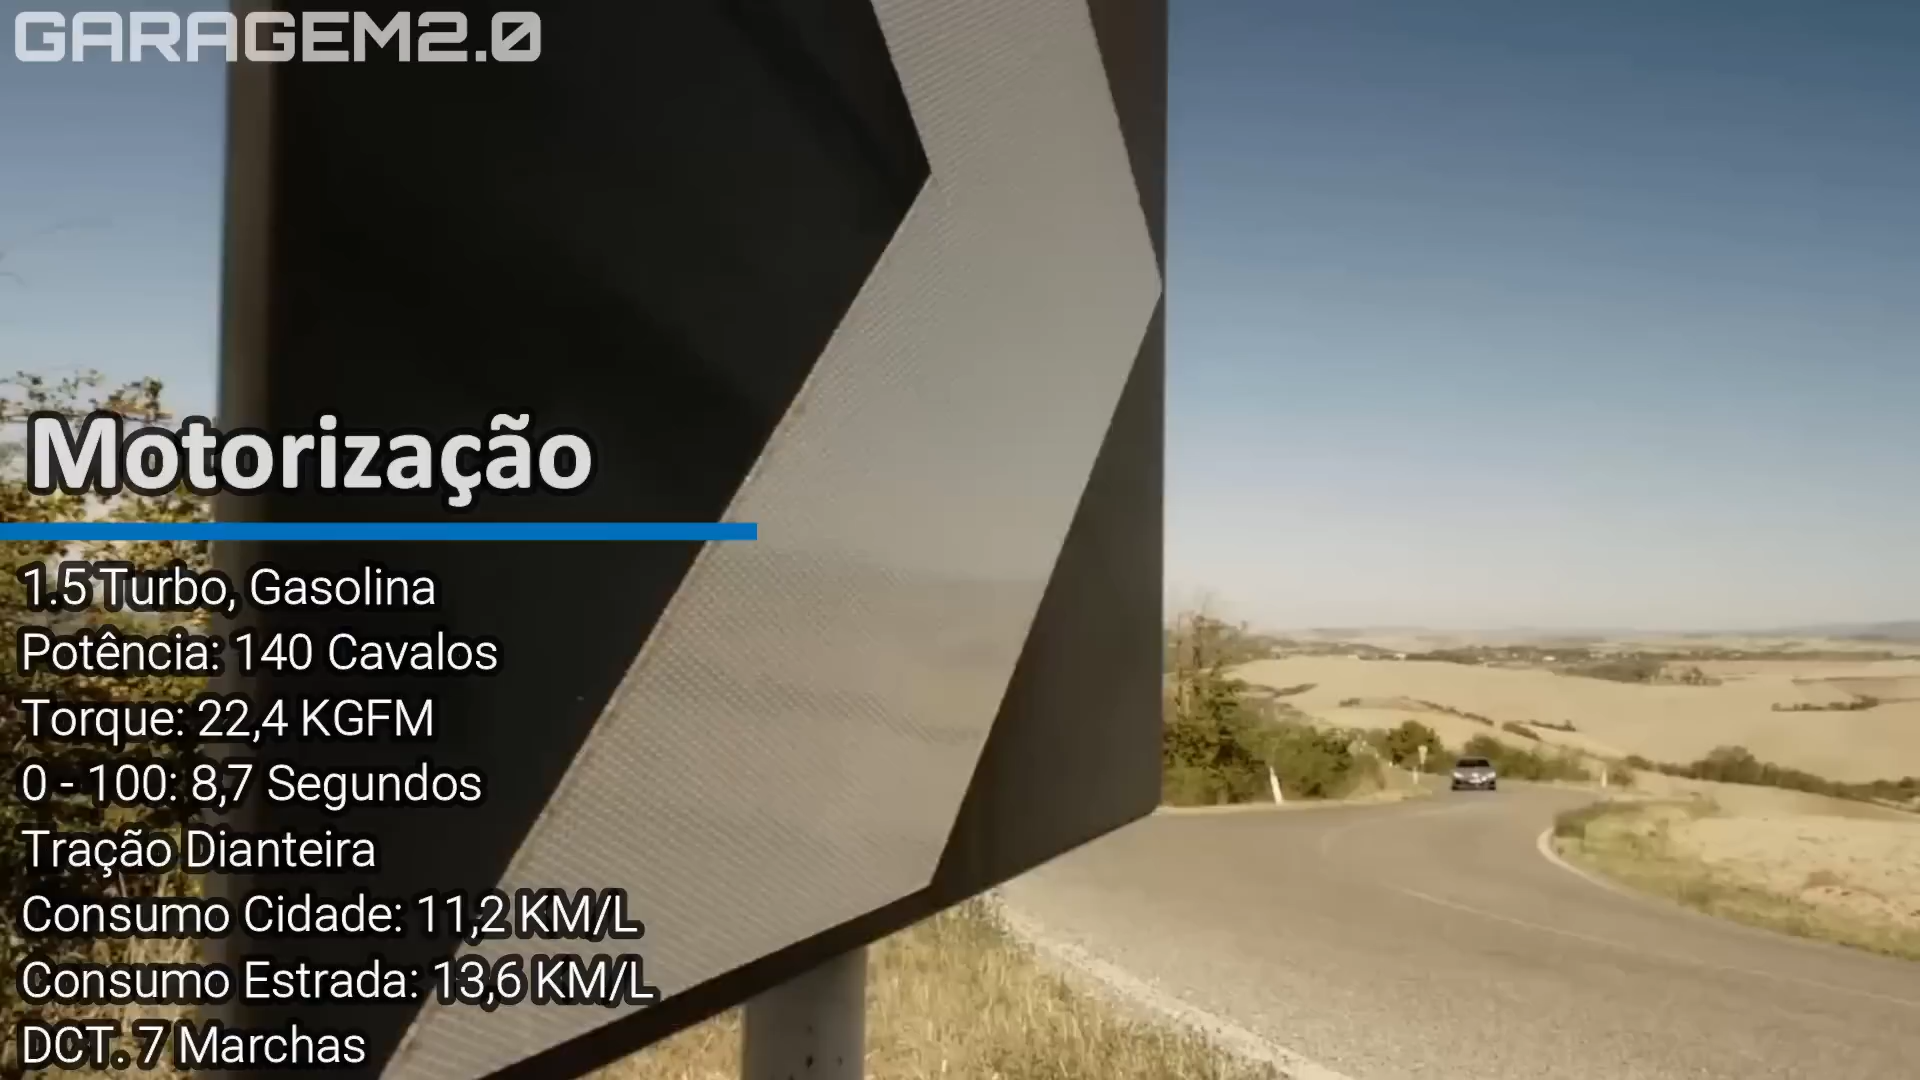 GARAGEM2.0
Motorização
1.5 Turbo, Gasolina
Potência: 140 Cavalos
Torque: 22,4 KGFM
0 - 100: 8,7 Segundos
Tração Dianteira
Consumo Cidade: 11,2 KM/L
Consumo Estrada: 13,6 KM/L
DCT. 7 Marchas